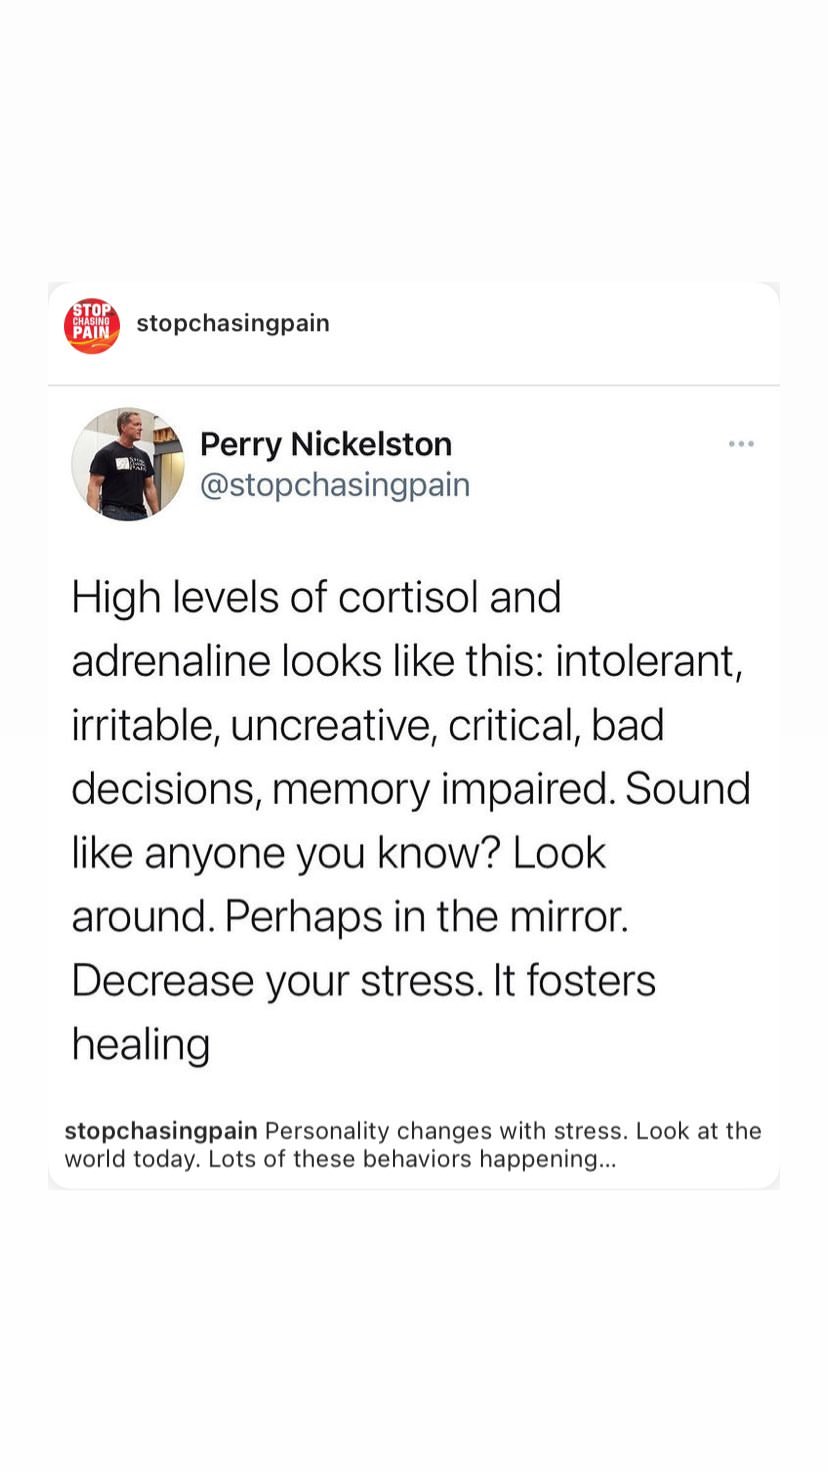 STOP
CHASING
PAIN
stopchasingpain
Perry Nickelston
@stopchasingpain
High levels of cortisol and
adrenaline looks like this: intolerant,
irritable, uncreative, critical, bad
decisions, memory impaired. Sound
like anyone you know? Look
around. Perhaps in the mirror.
Decrease your stress. It fosters
healing
stopchasingpain Personality changes with stress. Look at the
world today. Lots of these behaviors happening...